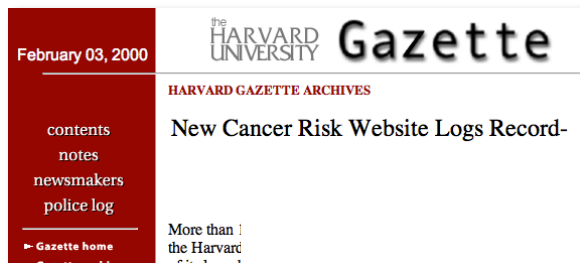 February 03, 2000
the
HARVARD
UNIVERSITY
Gazette
HARVARD GAZETTE ARCHIVES
New Cancer Risk Website Logs Record-
contents
notes
newsmakers
police log
Gazette home
More than
the Harvard